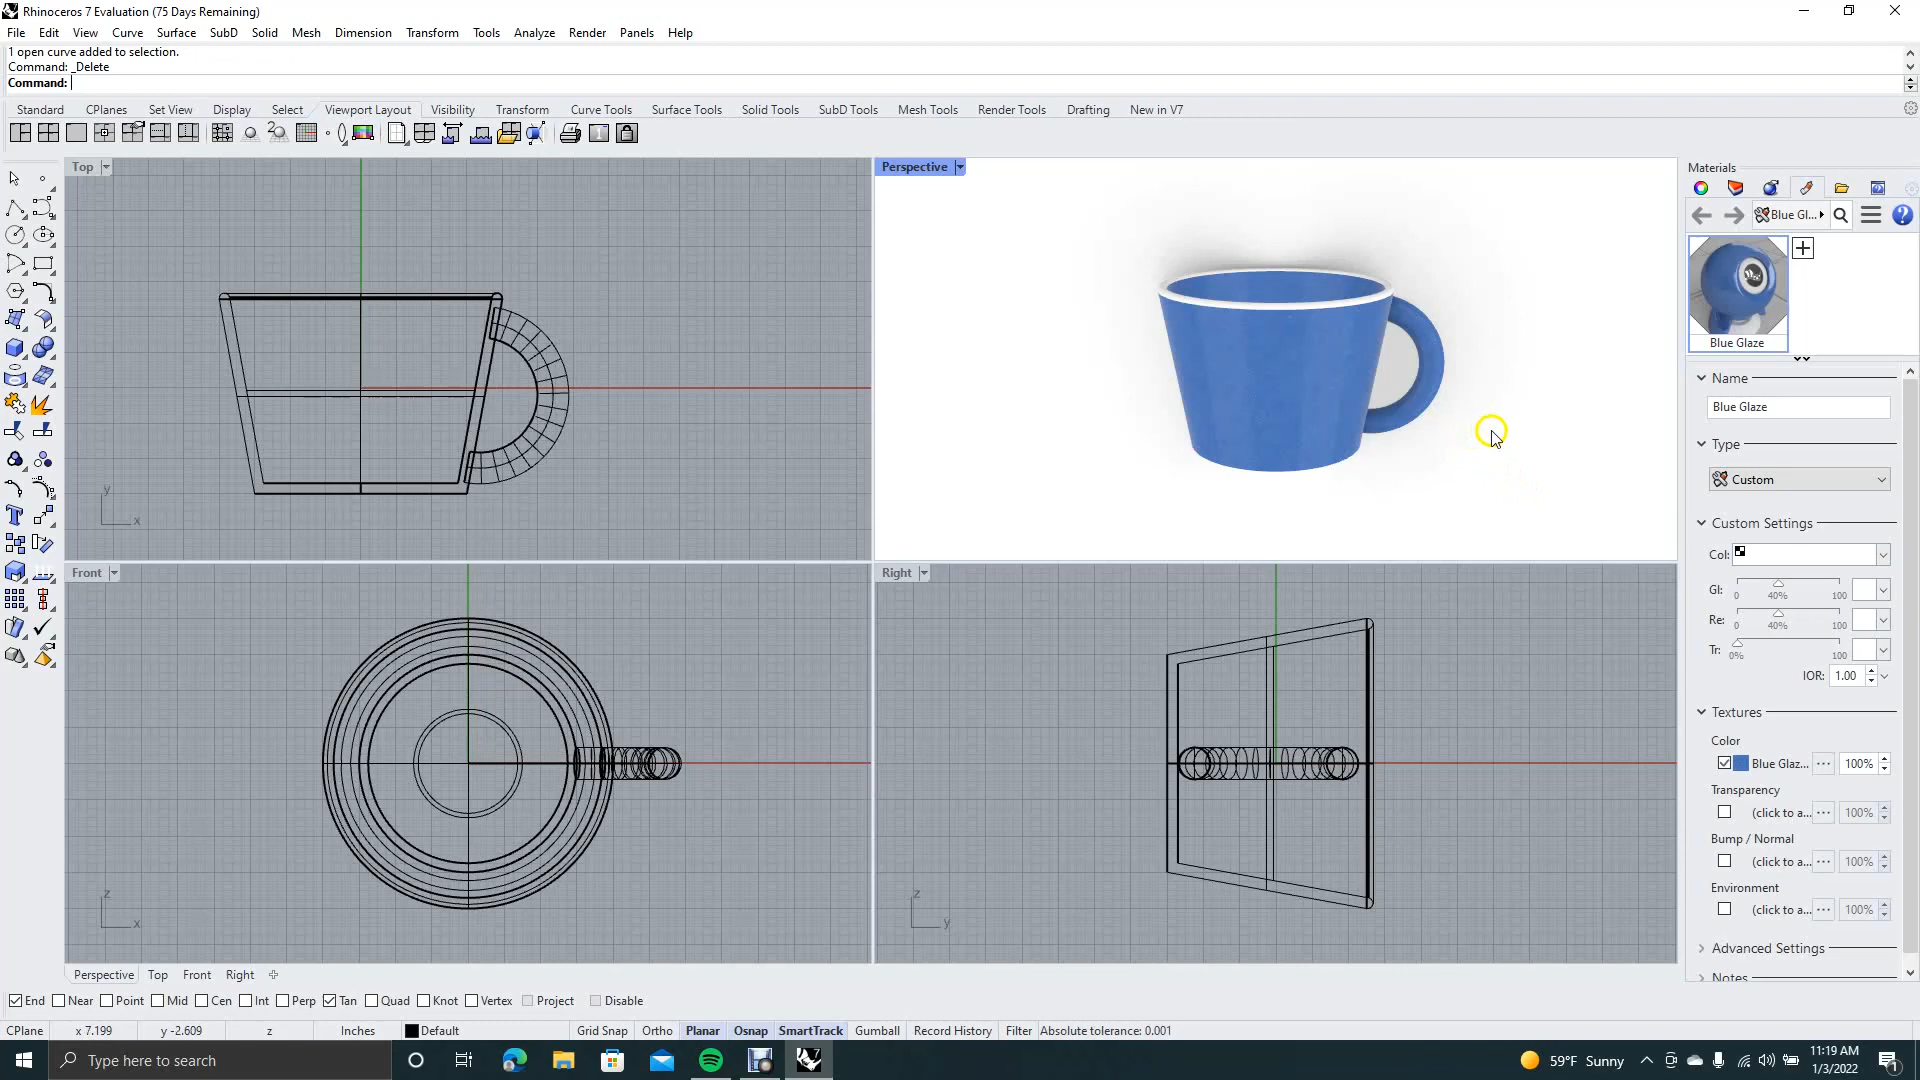 Rhinoceros 7 Evaluation (75 Days Remaining)
File Edit View Curve Surface SubD Solid Mesh Dimension Transform Tools Analyze Render Panels Help
1 open curve added to selection.
Command: _Delete
Command:
Standard CPlanes Set View Display Select Viewport Layout Visibility Transform Curve Tools Surface Tools Solid Tools SubD Tools Mesh Tools Render Tools Drafting New in V7
Top
Perspective
Materials
Blue Gl...
Blue Glaze
Name
Blue Glaze
Type
Custom
Custom Settings
Col:
Gl: 0 40% 100
Re: 0 40% 100
Tr: 0% 100
IOR: 1.00
Textures
Color
Blue Glaz... ... 100%
Transparency
(click to a... ... 100%
Bump / Normal
(click to a... ... 100%
Environment
(click to a... ... 100%
Advanced Settings
Notes
y
x
Front
Right
z
x
z
y
Perspective Top Front Right
End Near Point Mid Cen Int Perp Tan Quad Knot Vertex Project Disable
CPlane x 7.199 y -2.609 z Inches Default Grid Snap Ortho Planar Osnap SmartTrack Gumball Record History Filter Absolute tolerance: 0.001
Type here to search
59°F Sunny
11:19 AM
1/3/2022
1